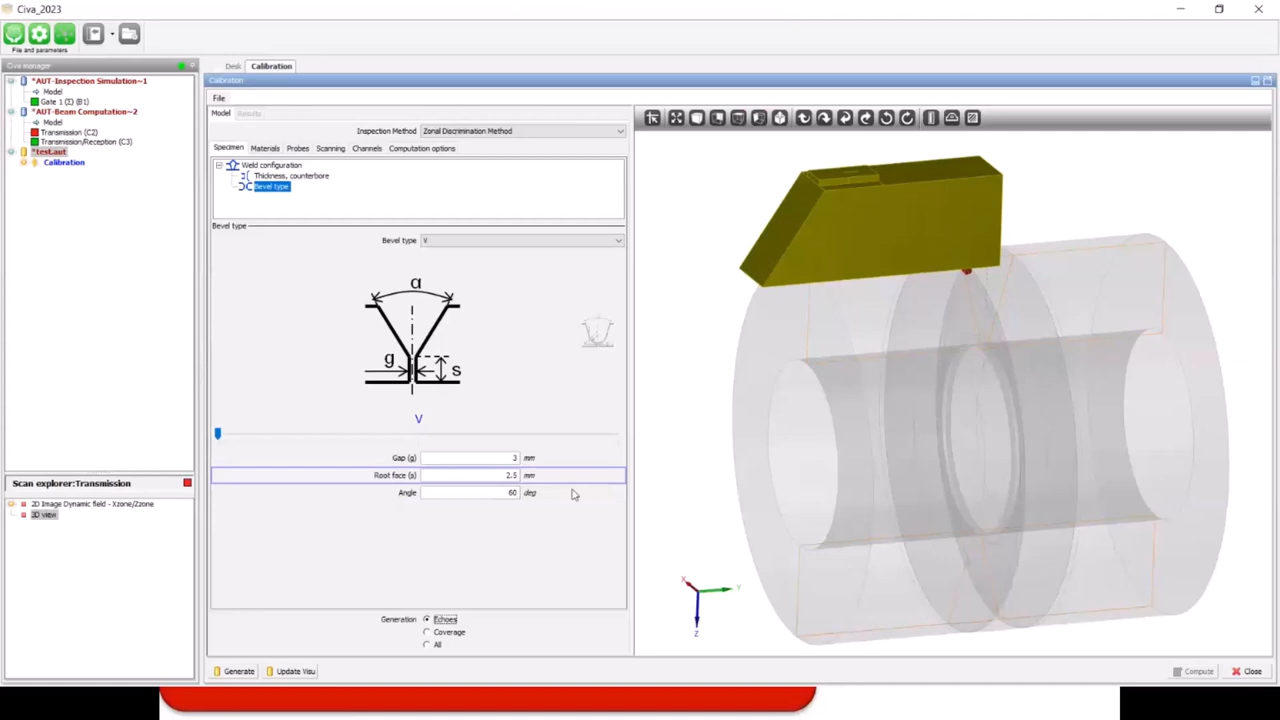 Civa_2023
File and parameters
Civa manager
*AUT-Inspection Simulation~1
Model
Gate 1 (I) (B1)
*AUT-Beam Computation~2
Model
Transmission (C2)
Transmission/Reception (C3)
*test.aut
Calibration
Scan explorer:Transmission
2D Image Dynamic field - Xzone/Zzone
3D view
Desk
Calibration
Calibration
File
Model
Results
Inspection Method
Zonal Discrimination Method
Specimen
Materials
Probes
Scanning
Channels
Computation options
Weld configuration
Thickness, counterbore
Bevel type
Bevel type
Bevel type
V
α
g
s
V
Gap (g)
3
mm
Root face (s)
2.5
mm
Angle
60
deg
Generation
Echoes
Coverage
All
Generate
Update Visu
X
Y
Z
Compute
Close